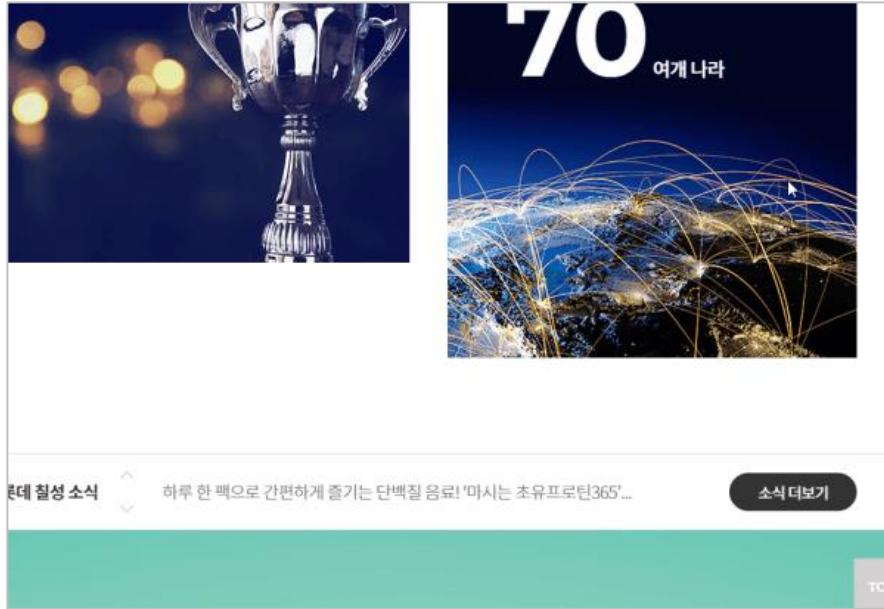 70
여개 나라
롯데 칠성 소식
하루 한 팩으로 간편하게 즐기는 단백질 음료! '마시는 초유프로틴365'...
소식 더보기